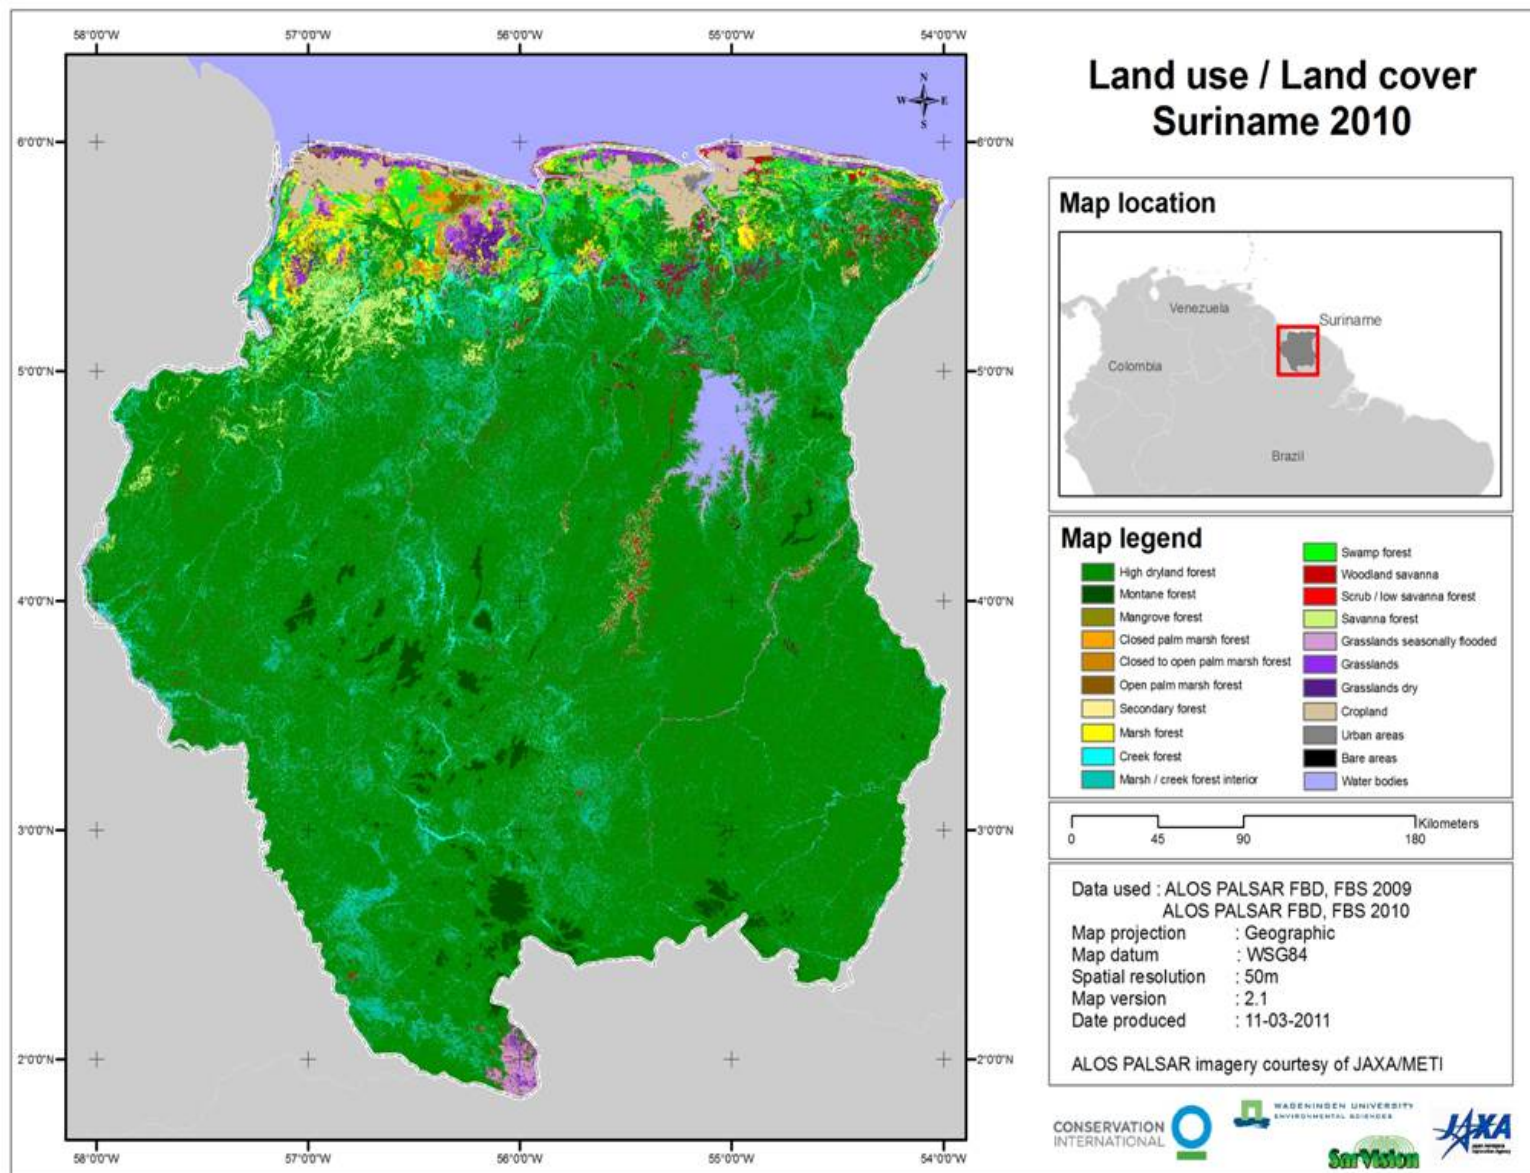 Land use / Land cover
Suriname 2010
58°0'0"W 57°0'0"W 56°0'0"W 55°0'0"W 54°0'0"W
N
W E
S
6°0'0"N 6°0'0"N
5°0'0"N 5°0'0"N
4°0'0"N 4°0'0"N
3°0'0"N 3°0'0"N
2°0'0"N 2°0'0"N
58°0'0"W 57°0'0"W 56°0'0"W 55°0'0"W 54°0'0"W
Map location
Venezuela
Suriname
Colombia
Brazil
Map legend
High dryland forest
Montane forest
Mangrove forest
Closed palm marsh forest
Closed to open palm marsh forest
Open palm marsh forest
Secondary forest
Marsh forest
Creek forest
Marsh / creek forest interior
Swamp forest
Woodland savanna
Scrub / low savanna forest
Savanna forest
Grasslands seasonally flooded
Grasslands
Grasslands dry
Cropland
Urban areas
Bare areas
Water bodies
Kilometers
0 45 90 180
Data used : ALOS PALSAR FBD, FBS 2009
ALOS PALSAR FBD, FBS 2010
Map projection : Geographic
Map datum : WSG84
Spatial resolution : 50m
Map version : 2.1
Date produced : 11-03-2011
ALOS PALSAR imagery courtesy of JAXA/METI
CONSERVATION
INTERNATIONAL
WAGENINGEN UNIVERSITY
ENVIRONMENTAL SCIENCES
SarVision
JAXA